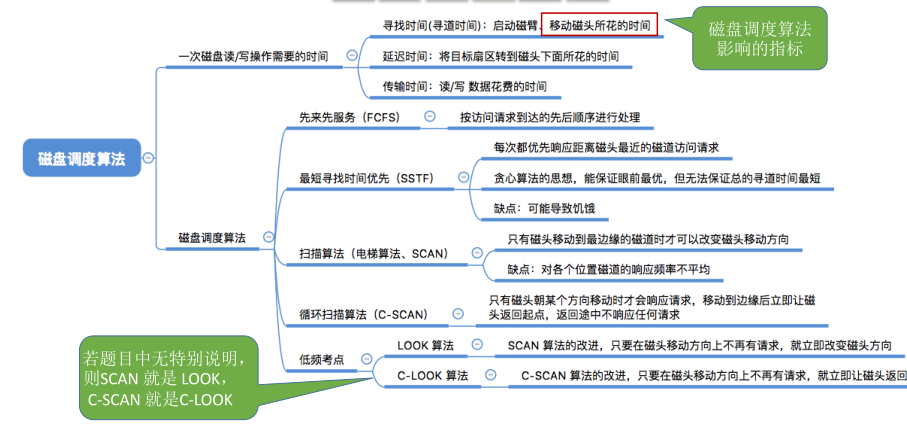 寻找时间(寻道时间)：启动磁臂、移动磁头所花的时间
磁盘调度算法
影响的指标
一次磁盘读/写操作需要的时间
延迟时间：将目标扇区转到磁头下面所花的时间
传输时间：读/写 数据花费的时间
先来先服务（FCFS）
按访问请求到达的先后顺序进行处理
每次都优先响应距离磁头最近的磁道访问请求
磁盘调度算法
最短寻找时间优先（SSTF）
贪心算法的思想，能保证眼前最优，但无法保证总的寻道时间最短
缺点：可能导致饥饿
磁盘调度算法
只有磁头移动到最边缘的磁道时才可以改变磁头移动方向
扫描算法（电梯算法、SCAN）
缺点：对各个位置磁道的响应频率不平均
只有磁头朝某个方向移动时才会响应请求，移动到边缘后立即让磁
头返回起点，返回途中不响应任何请求
循环扫描算法（C-SCAN）
LOOK 算法
SCAN 算法的改进，只要在磁头移动方向上不再有请求，就立即改变磁头方向
低频考点
C-LOOK 算法
C-SCAN 算法的改进，只要在磁头移动方向上不再有请求，就立即让磁头返回
若题目中无特别说明，
则SCAN 就是 LOOK，
C-SCAN 就是C-LOOK